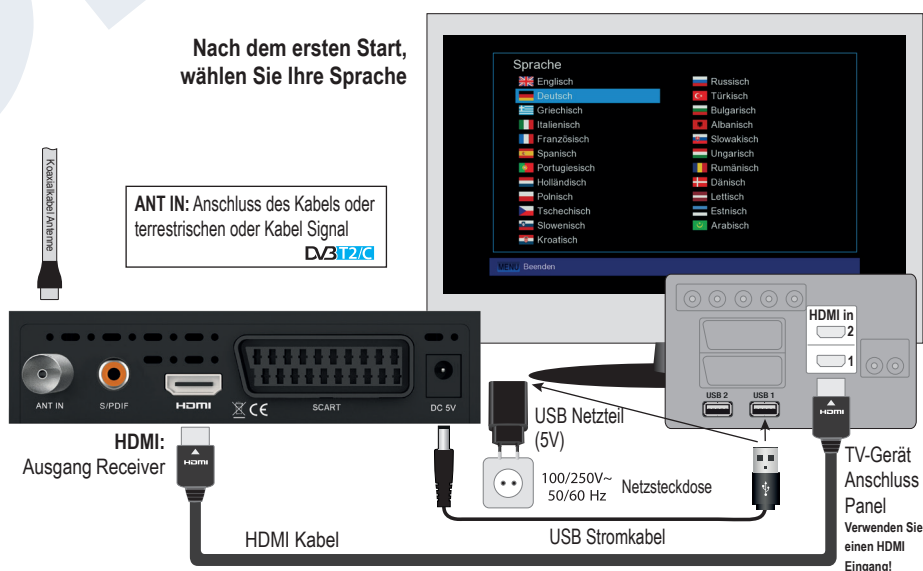 Nach dem ersten Start,
wählen Sie Ihre Sprache
Sprache
Englisch
Deutsch
Griechisch
Italienisch
Französisch
Spanisch
Portugiesisch
Holländisch
Polnisch
Tschechisch
Slowenisch
Kroatisch
Russisch
Türkisch
Bulgarisch
Albanisch
Slowakisch
Ungarisch
Rumänisch
Dänisch
Lettisch
Estnisch
Arabisch
MENU Beenden
Koaxialkabel Antenne
ANT IN: Anschluss des Kabels oder
terrestrischen oder Kabel Signal
DVB T2/C
HDMI in
2
1
USB 2
USB 1
HDMI
ANT IN
S/PDIF
HDMI
CE
SCART
DC 5V
HDMI:
Ausgang Receiver
HDMI
USB Netzteil
(5V)
100/250V~
50/60 Hz
Netzsteckdose
TV-Gerät
Anschluss
Panel
Verwenden Sie
einen HDMI
Eingang!
HDMI Kabel
USB Stromkabel